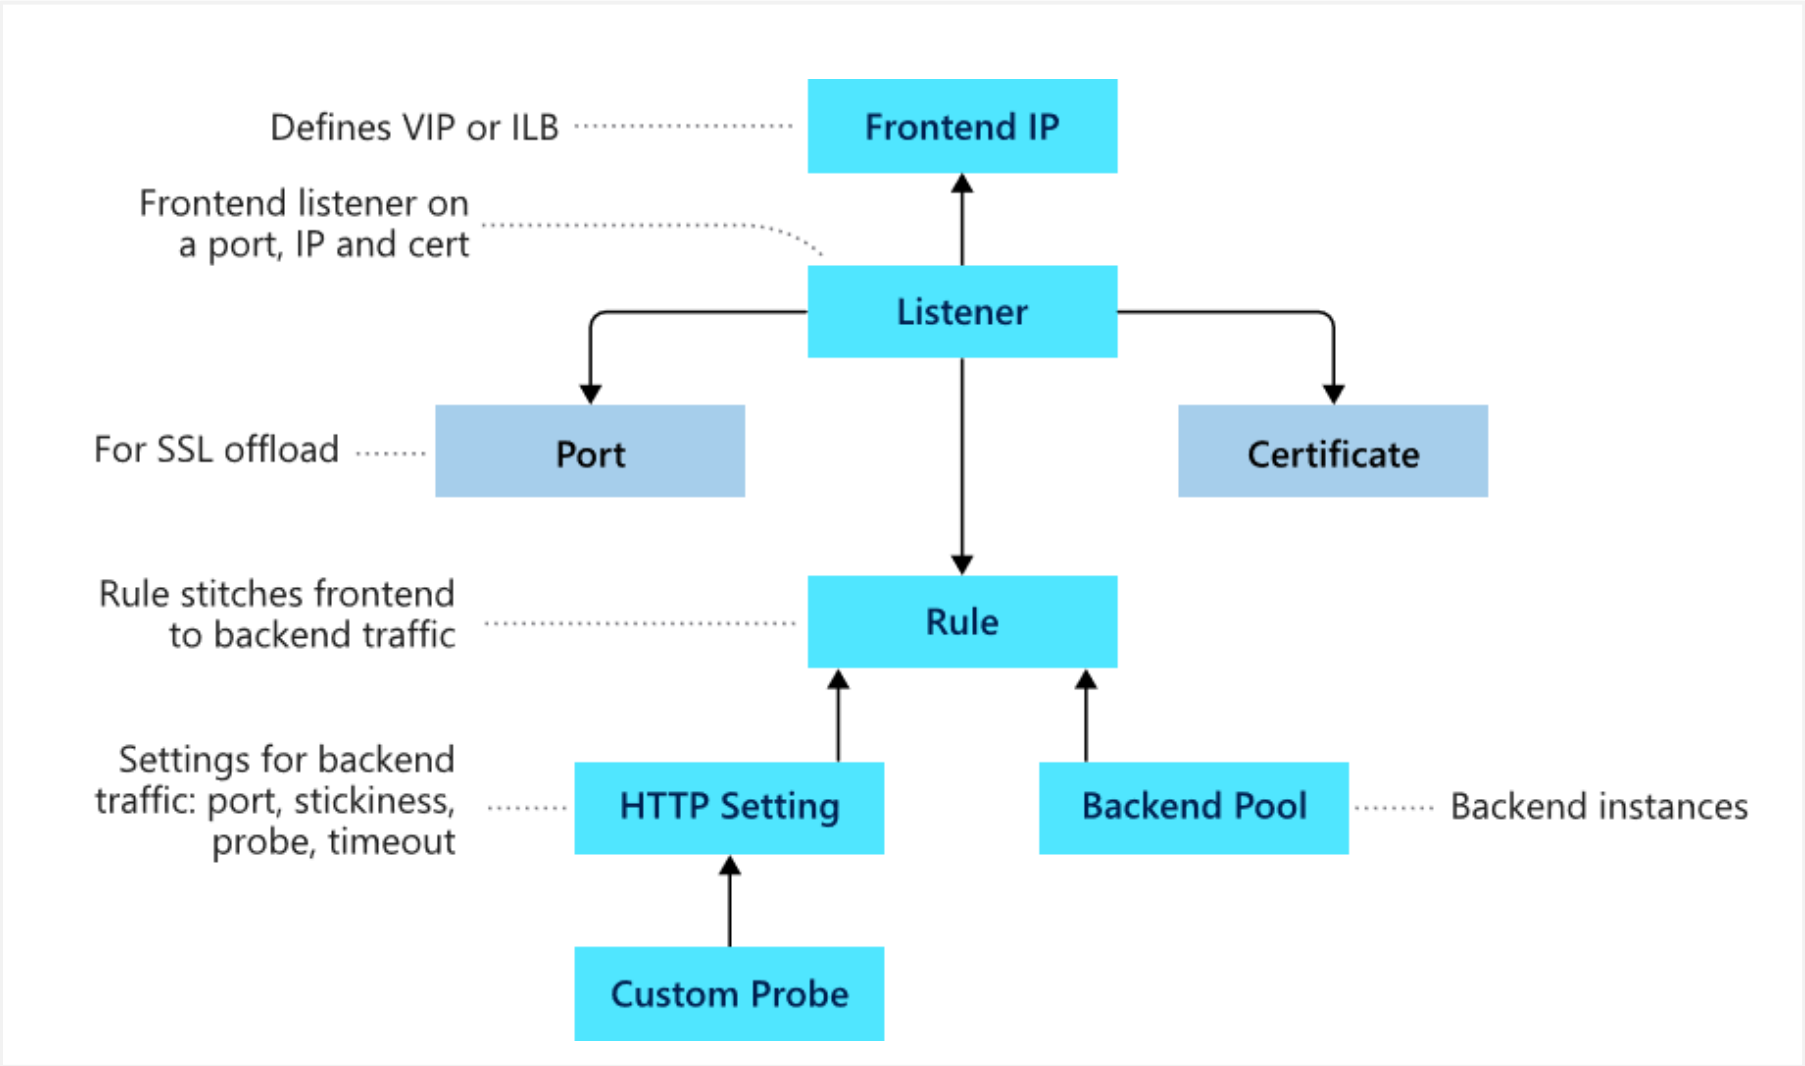 Defines VIP or ILB
Frontend IP
Frontend listener on
a port, IP and cert
Listener
For SSL offload
Port
Certificate
Rule stitches frontend
to backend traffic
Rule
Settings for backend
traffic: port, stickiness,
probe, timeout
HTTP Setting
Backend Pool
Backend instances
Custom Probe